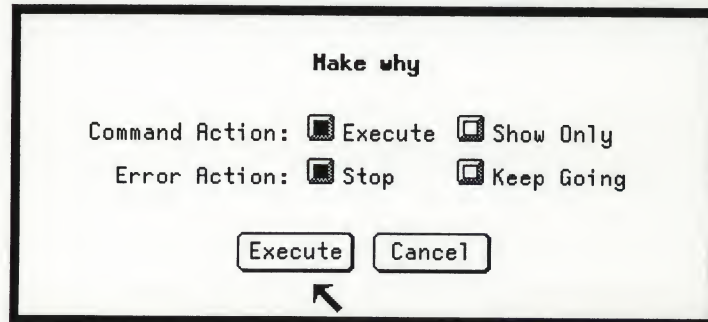 Make why
Command Action: Execute Show Only
Error Action: Stop Keep Going
Execute Cancel